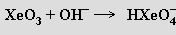 XeO₃ + OH⁻ ⟶ HXeO₄⁻